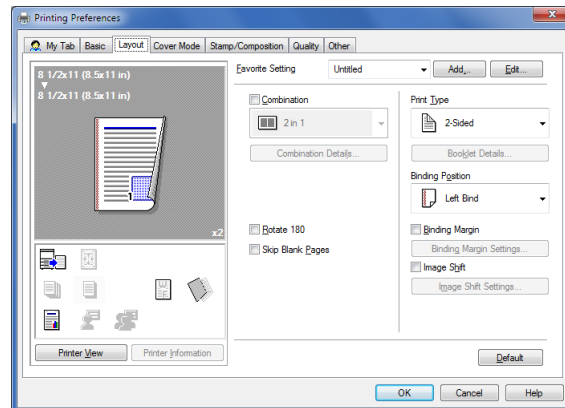 Printing Preferences
My Tab Basic Layout Cover Mode Stamp/Composition Quality Other
8 1/2x11 (8.5x11 in)
8 1/2x11 (8.5x11 in)
1
x2
Printer View Printer Information
Favorite Setting Untitled Add... Edit...
Combination
2 in 1
Combination Details...
Rotate 180
Skip Blank Pages
Print Type
2-Sided
Booklet Details...
Binding Position
Left Bind
Binding Margin
Binding Margin Settings...
Image Shift
Image Shift Settings...
Default
OK Cancel Help